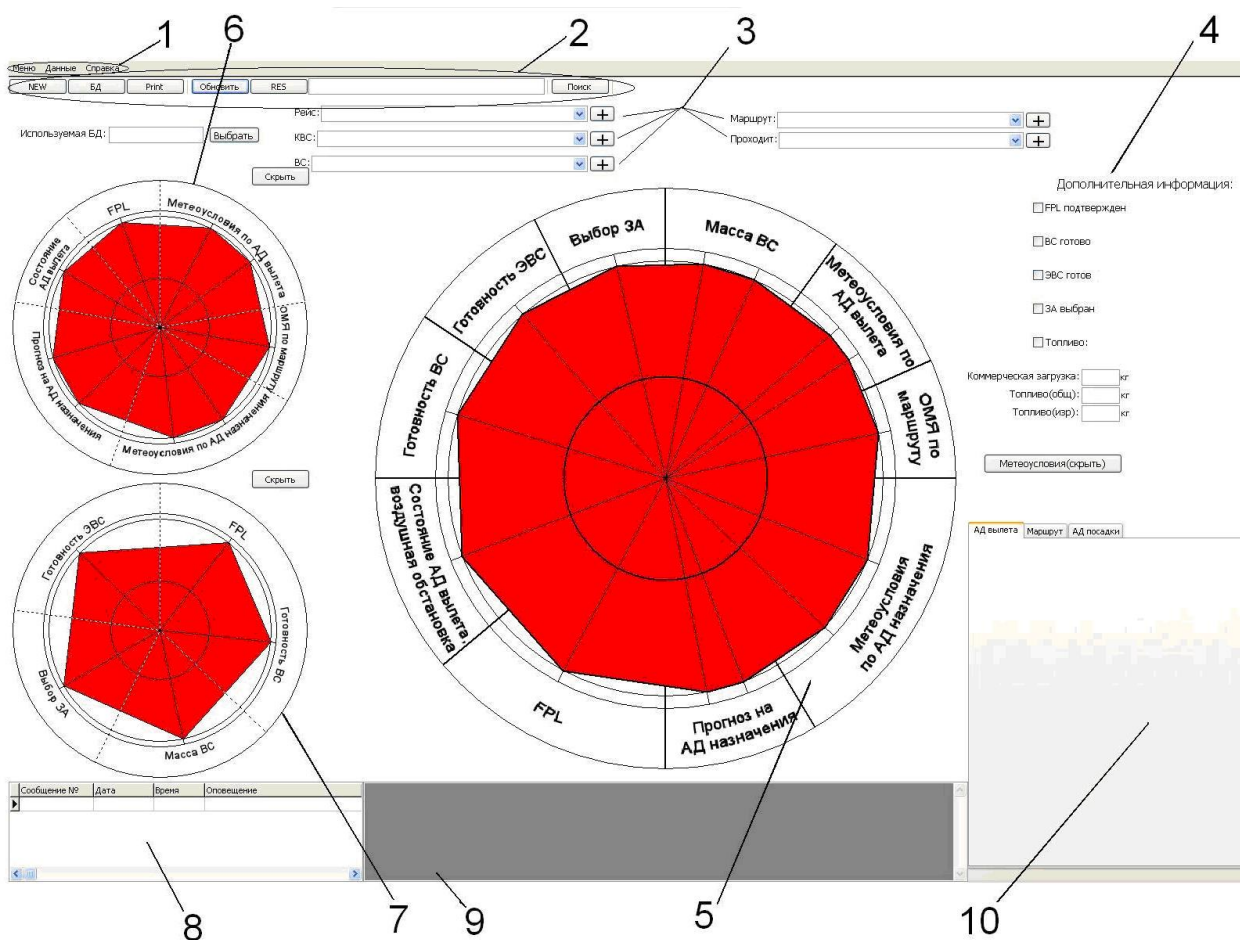 1
6
2
3
4
Меню Данные Справка
NEW БД Print Обновить RES Поиск
Рейс: +
Маршрут: +
Используемая БД: Выбрать
КВС: +
Проходит: +
ВС: +
Скрыть
Дополнительная информация:
FPL подтвержден
ВС готово
ЭВС готов
ЗА выбран
Топливо:
Коммерческая загрузка: кг
Топливо(общ): кг
Топливо(изр): кг
Метеоусловия(скрыть)
FPL
Метеоусловия по АД вылета
ОМЯ по маршруту
Метеоусловия по АД назначения
Прогноз на АД назначения
Состояние
АД вылета
Выбор ЗА
Масса ВС
Метеоусловия по
АД вылета
ОМЯ по
маршруту
Метеоусловия
по АД назначения
Прогноз на
АД назначения
FPL
Состояние АД вылета,
воздушная обстановка
Готовность ВС
Готовность ЭВС
Скрыть
Готовность ЭВС
FPL
Готовность ВС
Масса ВС
Выбор ЗА
АД вылета Маршрут АД посадки
Сообщение № Дата Время Оповещение
8
7
9
5
10